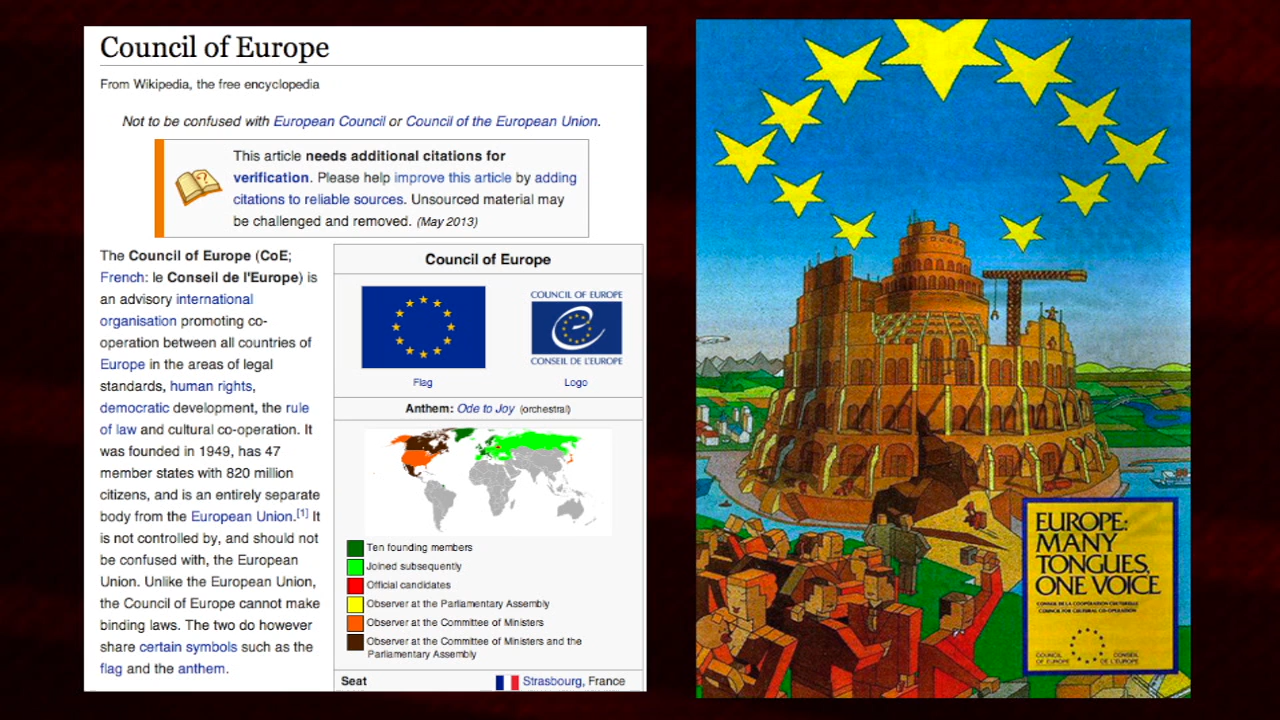 Council of Europe
From Wikipedia, the free encyclopedia
Not to be confused with European Council or Council of the European Union.
This article needs additional citations for
verification. Please help improve this article by adding
citations to reliable sources. Unsourced material may
be challenged and removed. (May 2013)
The Council of Europe (CoE;
French: le Conseil de l'Europe) is
an advisory international
organisation promoting co-
operation between all countries of
Europe in the areas of legal
standards, human rights,
democratic development, the rule
of law and cultural co-operation. It
was founded in 1949, has 47
member states with 820 million
citizens, and is an entirely separate
body from the European Union.[1] It
is not controlled by, and should not
be confused with, the European
Union. Unlike the European Union,
the Council of Europe cannot make
binding laws. The two do however
share certain symbols such as the
flag and the anthem.
Council of Europe
COUNCIL OF EUROPE
CONSEIL DE L'EUROPE
Flag
Logo
Anthem: Ode to Joy (orchestral)
Ten founding members
Joined subsequently
Official candidates
Observer at the Parliamentary Assembly
Observer at the Committee of Ministers
Observer at the Committee of Ministers and the
Parliamentary Assembly
Seat
Strasbourg, France
EUROPE:
MANY
TONGUES,
ONE VOICE
CONSEIL DE LA COOPÉRATION CULTURELLE
COUNCIL FOR CULTURAL CO-OPERATION
COUNCIL CONSEIL
OF EUROPE DE L'EUROPE